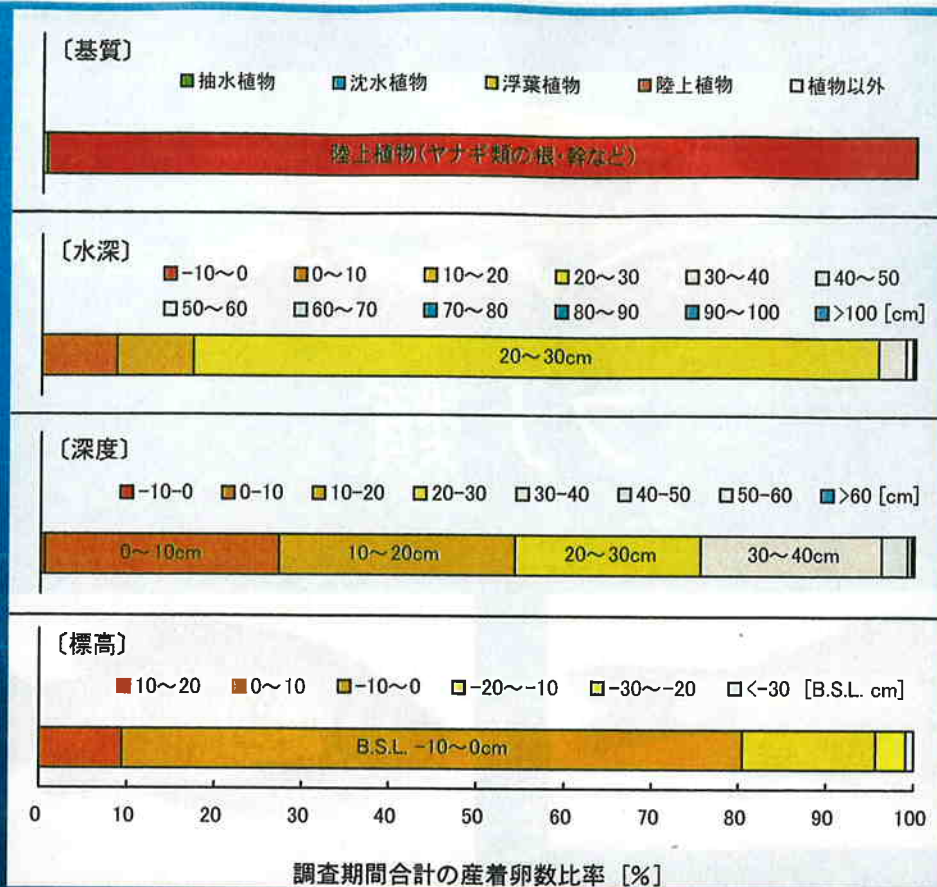 〔基質〕
抽水植物 沈水植物 浮葉植物 陸上植物 植物以外
陸上植物(ヤナギ類の根・幹など)
〔水深〕
-10～0 0～10 10～20 20～30 30～40 40～50
50～60 60～70 70～80 80～90 90～100 >100 [cm]
20～30cm
〔深度〕
-10-0 0-10 10-20 20-30 30-40 40-50 50-60 >60 [cm]
0～10cm 10～20cm 20～30cm 30～40cm
〔標高〕
10～20 0～10 -10～0 -20～-10 -30～-20 <-30 [B.S.L. cm]
B.S.L. -10～0cm
0 10 20 30 40 50 60 70 80 90 100
調査期間合計の産着卵数比率 [%]